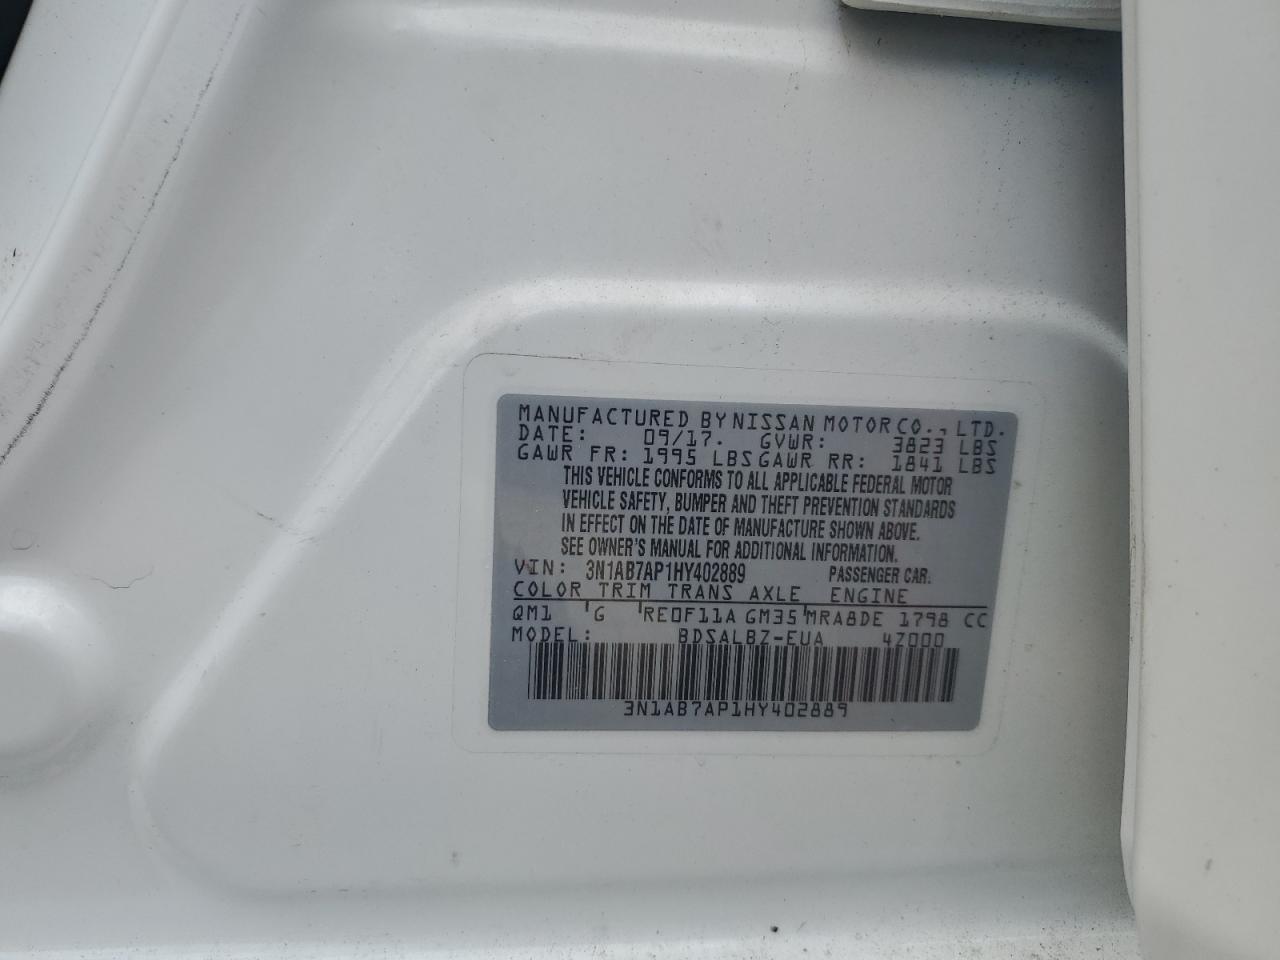 MANUFACTURED BY NISSAN MOTOR CO., LTD.
DATE: 09/17. GVWR: 3823 LBS
GAWR FR: 1995 LBS GAWR RR: 1841 LBS
THIS VEHICLE CONFORMS TO ALL APPLICABLE FEDERAL MOTOR
VEHICLE SAFETY, BUMPER AND THEFT PREVENTION STANDARDS
IN EFFECT ON THE DATE OF MANUFACTURE SHOWN ABOVE.
SEE OWNER'S MANUAL FOR ADDITIONAL INFORMATION.
VIN: 3N1AB7AP1HY402889 PASSENGER CAR.
COLOR TRIM TRANS AXLE ENGINE
QM1 G RE0F11A GM35 MRA8DE 1798 CC
MODEL: BDSALBZ-EUA 4Z000
3N1AB7AP1HY402889